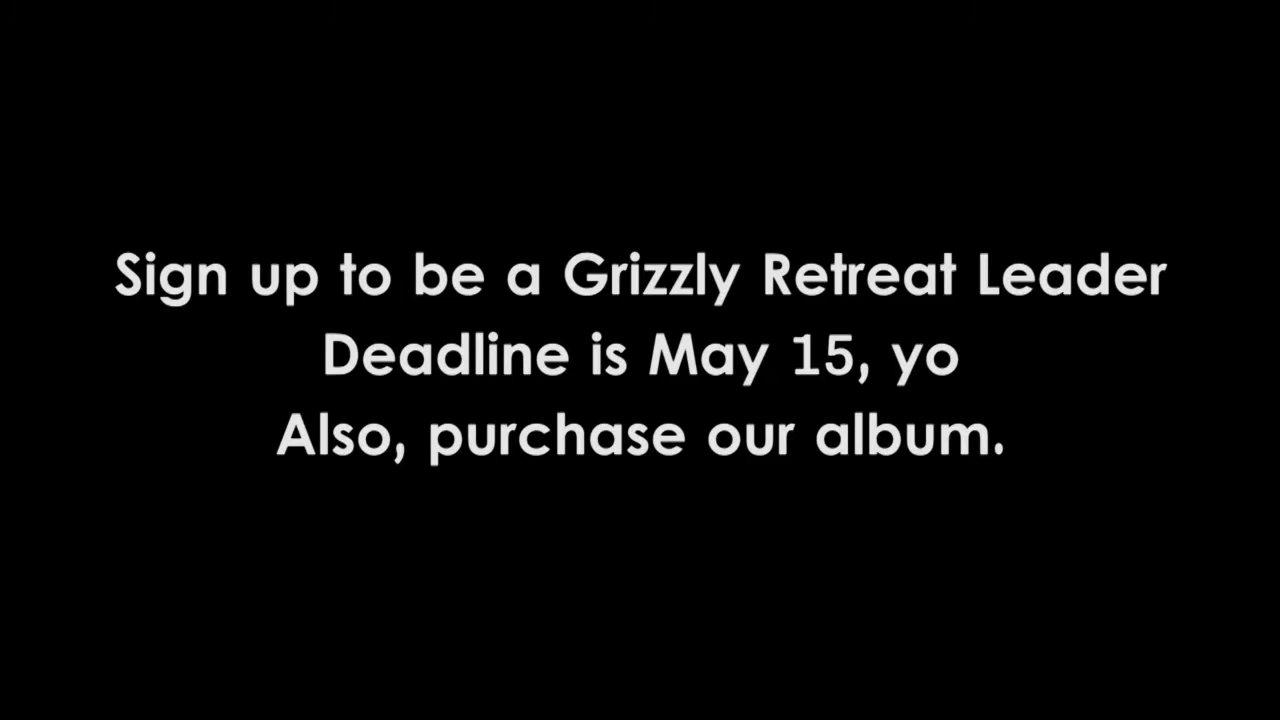 Sign up to be a Grizzly Retreat Leader
Deadline is May 15, yo
Also, purchase our album.